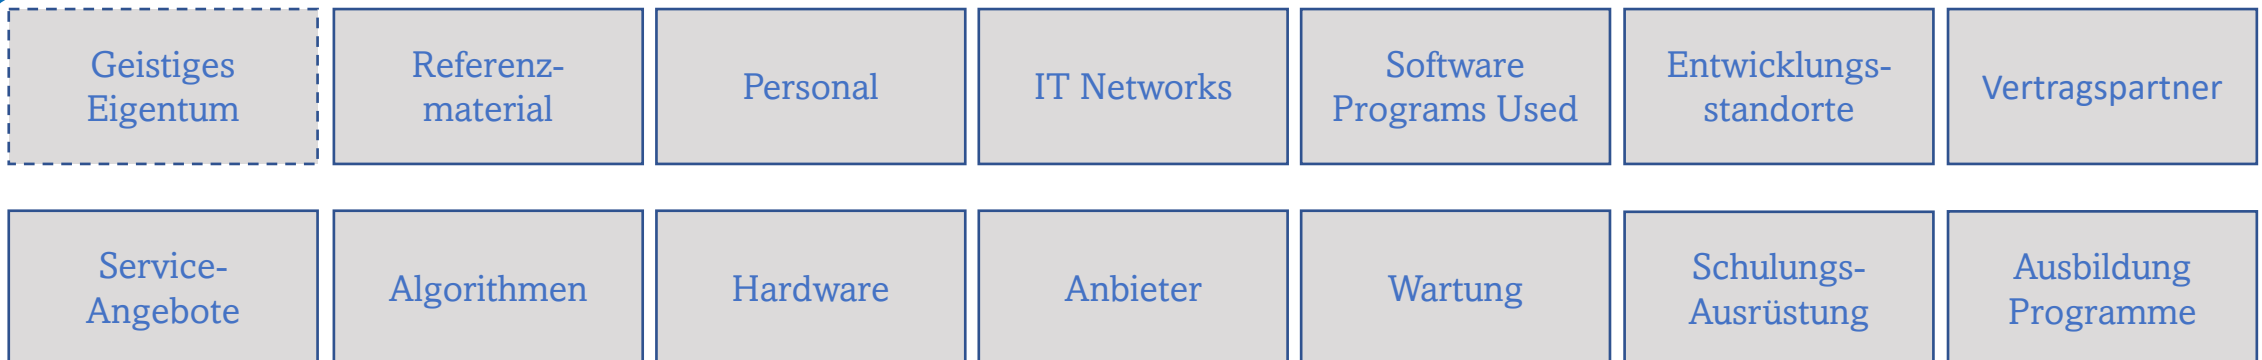 Geistiges
Eigentum
Referenz-
material
Personal
IT Networks
Software
Programs Used
Entwicklungs-
standorte
Vertragspartner
Service-
Angebote
Algorithmen
Hardware
Anbieter
Wartung
Schulungs-
Ausrüstung
Ausbildung
Programme